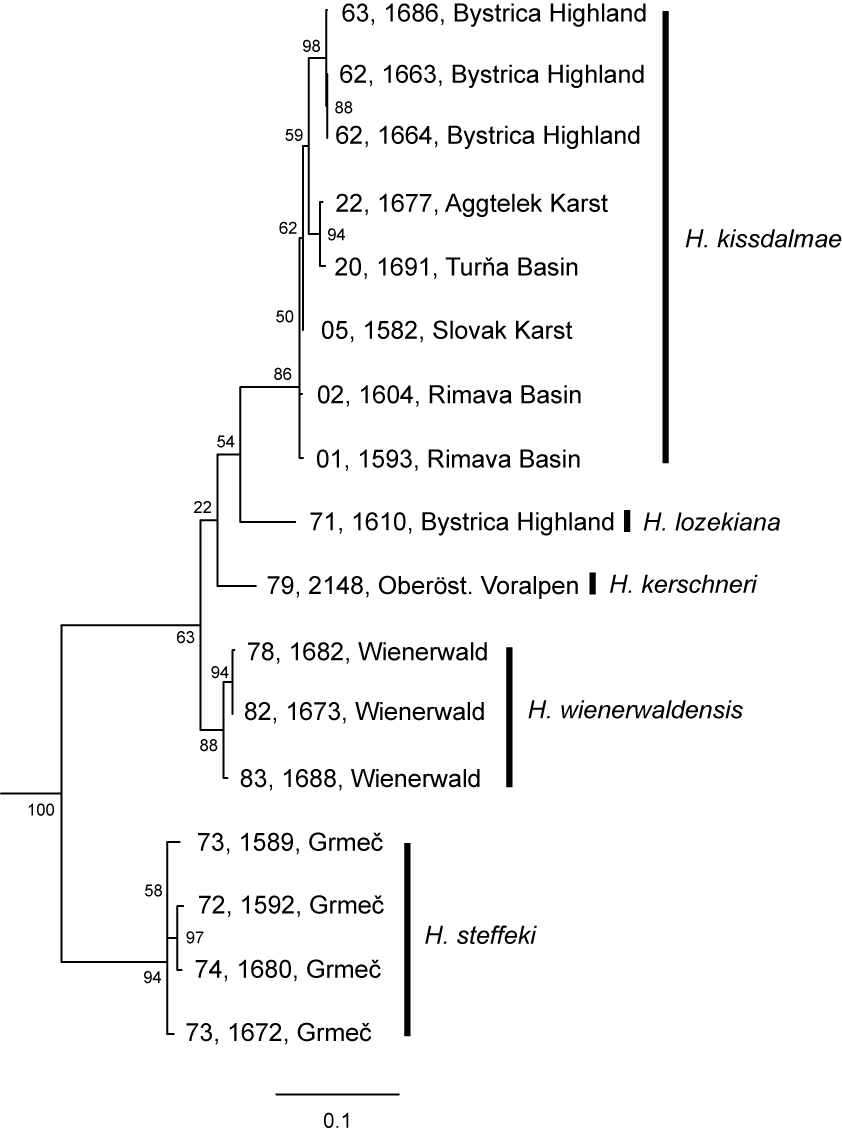 63, 1686, Bystrica Highland
98
62, 1663, Bystrica Highland
88
62, 1664, Bystrica Highland
59
22, 1677, Aggtelek Karst
62
94
H. kissdalmae
20, 1691, Turňa Basin
50
05, 1582, Slovak Karst
86
02, 1604, Rimava Basin
54
01, 1593, Rimava Basin
22
71, 1610, Bystrica Highland
H. lozekiana
79, 2148, Oberöst. Voralpen
H. kerschneri
63
78, 1682, Wienerwald
94
82, 1673, Wienerwald
H. wienerwaldensis
88
83, 1688, Wienerwald
100
73, 1589, Grmeč
58
72, 1592, Grmeč
97
H. steffeki
94
74, 1680, Grmeč
73, 1672, Grmeč
0.1